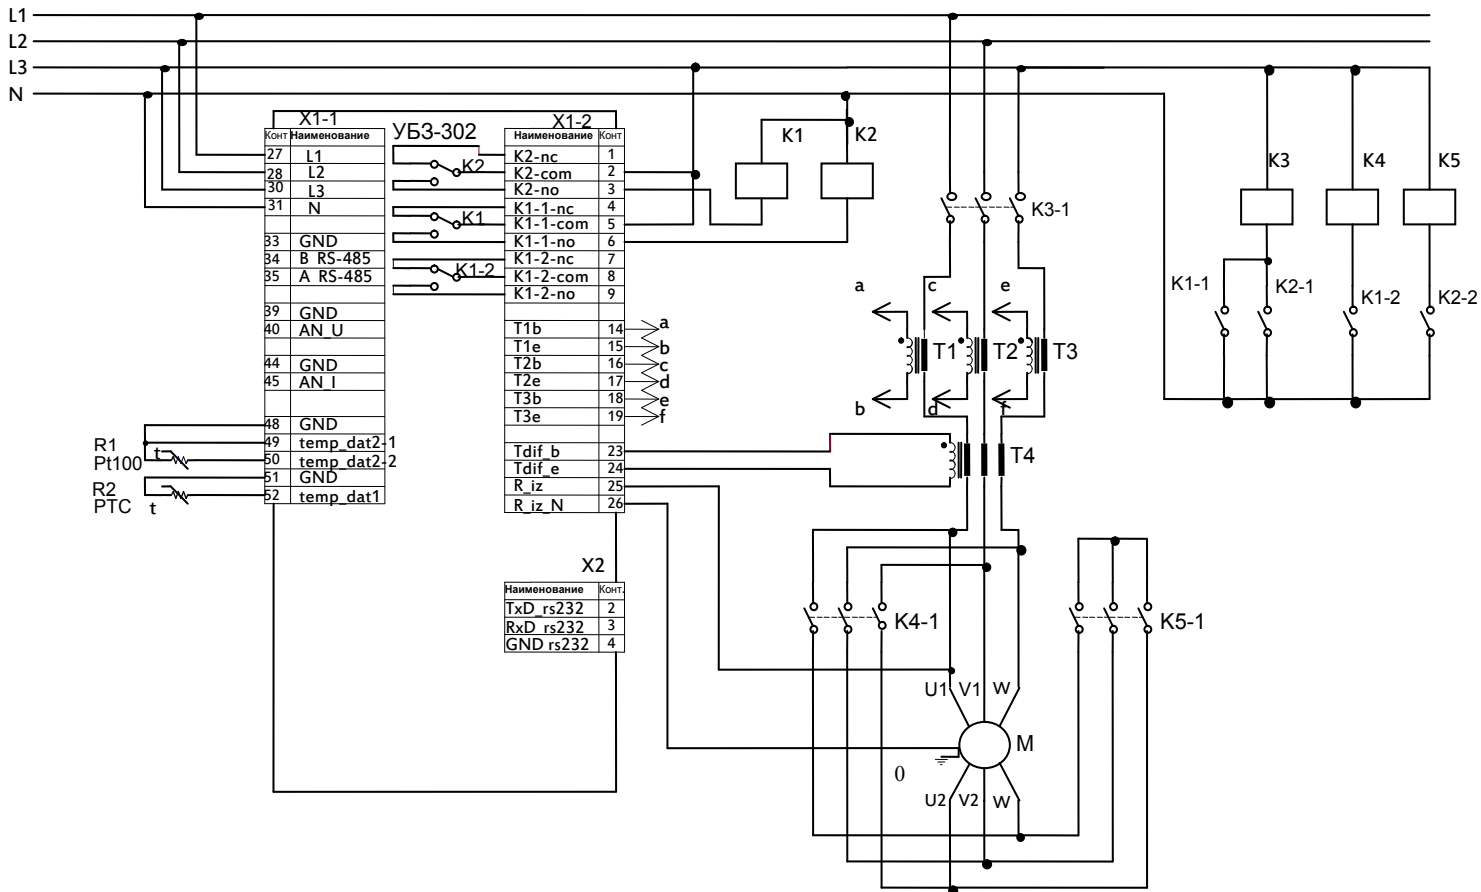 L1
L2
L3
N
X1-1
Конт Наименование
27 L1
28 L2
30 L3
31 N
33 GND
34 B RS-485
35 A RS-485
39 GND
40 AN_U
44 GND
45 AN_I
48 GND
49 temp_dat2-1
50 temp_dat2-2
51 GND
52 temp_dat1
R1
Pt100
t
R2
PTC
t
УБЗ-302
K2
K1
K1-2
X1-2
Наименование Конт
K2-nc 1
K2-com 2
K2-no 3
K1-1-nc 4
K1-1-com 5
K1-1-no 6
K1-2-nc 7
K1-2-com 8
K1-2-no 9
T1b 14 a
T1e 15 b
T2b 16 c
T2e 17 d
T3b 18 e
T3e 19 f
Tdif_b 23
Tdif_e 24
R_iz 25
R_iz_N 26
X2
Наименование Конт.
TxD_rs232 2
RxD_rs232 3
GND rs232 4
K1 K2
K3 K4 K5
K3-1
a c e
T1 T2 T3
b d f
T4
K1-1 K2-1 K1-2 K2-2
K4-1
K5-1
U1 V1 W
M
0
U2 V2 W